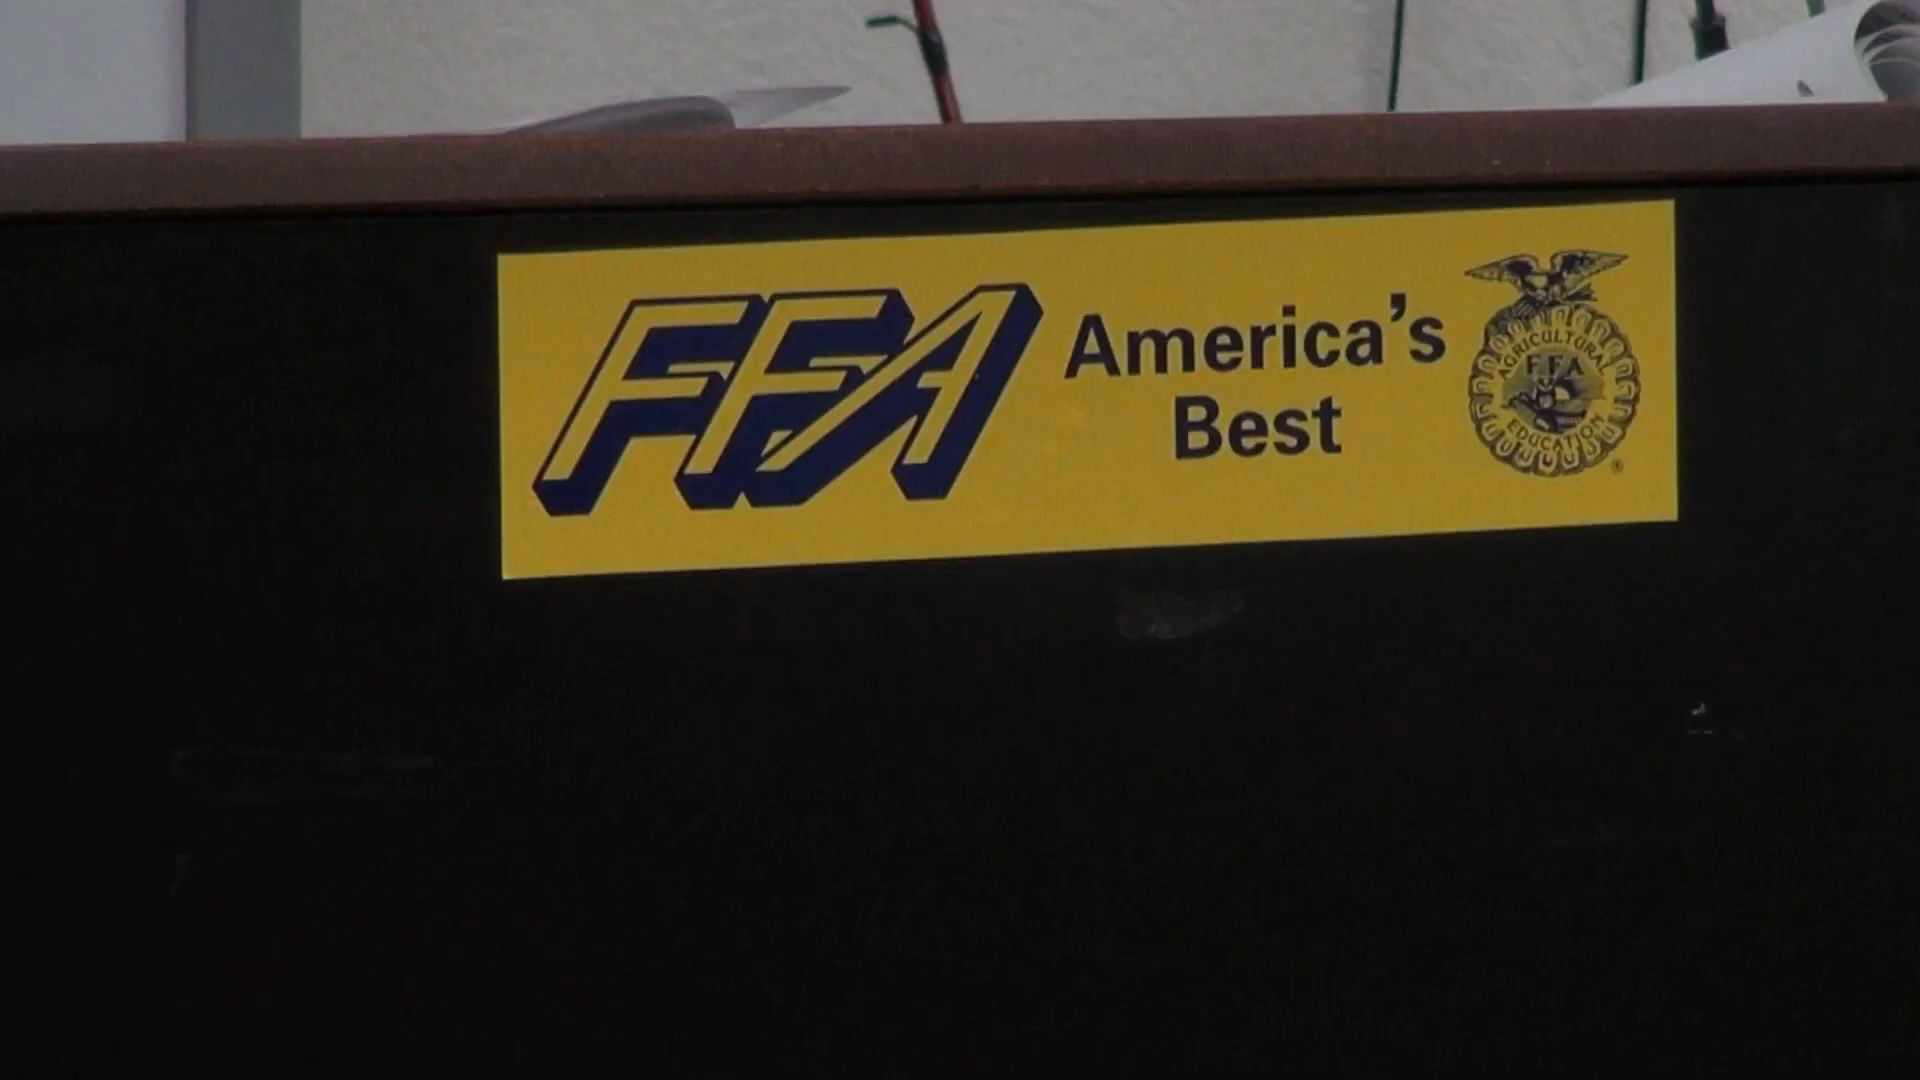 FFA
America's
Best
AGRICULTURAL
FFA
EDUCATION
®